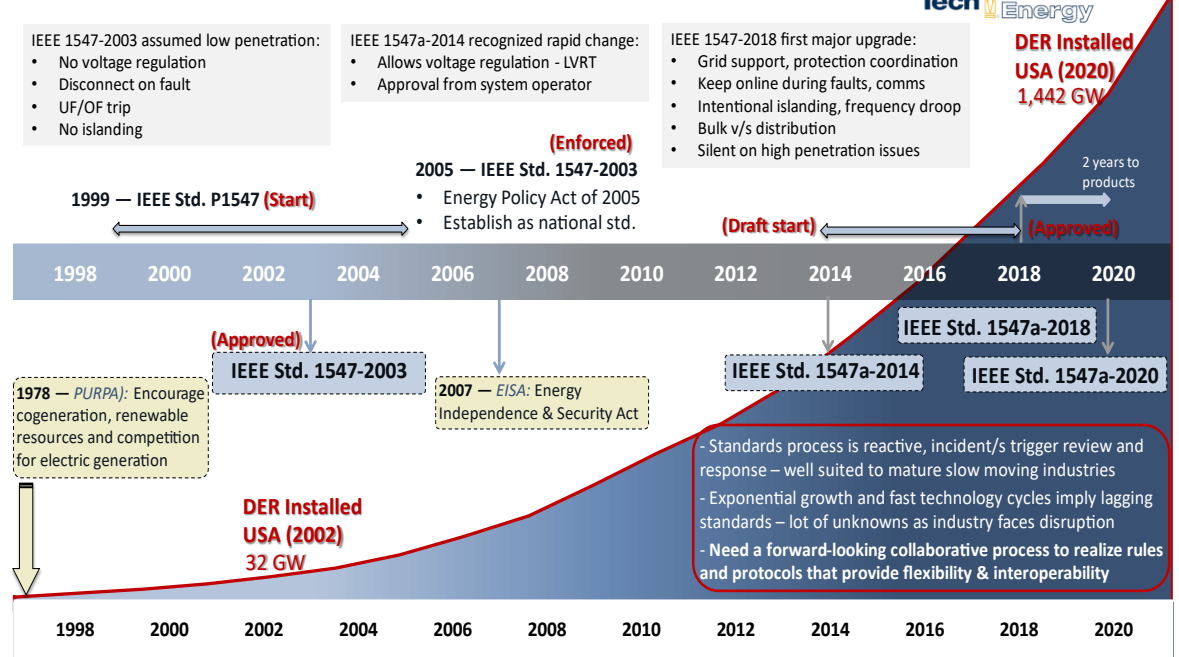 Tech Energy
IEEE 1547-2003 assumed low penetration:
• No voltage regulation
• Disconnect on fault
• UF/OF trip
• No islanding
IEEE 1547a-2014 recognized rapid change:
• Allows voltage regulation - LVRT
• Approval from system operator
IEEE 1547-2018 first major upgrade:
• Grid support, protection coordination
• Keep online during faults, comms
• Intentional islanding, frequency droop
• Bulk v/s distribution
• Silent on high penetration issues
DER Installed
USA (2020)
1,442 GW
2 years to
products
1999 — IEEE Std. P1547 (Start)
(Enforced)
2005 — IEEE Std. 1547-2003
• Energy Policy Act of 2005
• Establish as national std.
(Draft start)
(Approved)
1998 2000 2002 2004 2006 2008 2010 2012 2014 2016 2018 2020
(Approved)
IEEE Std. 1547-2003
IEEE Std. 1547a-2018
IEEE Std. 1547a-2014
IEEE Std. 1547a-2020
1978 — PURPA): Encourage
cogeneration, renewable
resources and competition
for electric generation
2007 — EISA: Energy
Independence & Security Act
DER Installed
USA (2002)
32 GW
- Standards process is reactive, incident/s trigger review and
response – well suited to mature slow moving industries
- Exponential growth and fast technology cycles imply lagging
standards – lot of unknowns as industry faces disruption
- Need a forward-looking collaborative process to realize rules
and protocols that provide flexibility & interoperability
1998 2000 2002 2004 2006 2008 2010 2012 2014 2016 2018 2020